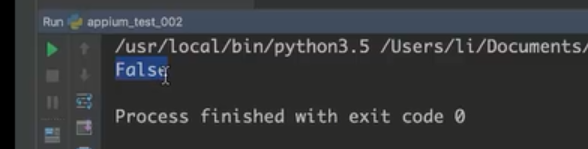 Run appium_test_002
/usr/local/bin/python3.5 /Users/li/Documents/
False
Process finished with exit code 0